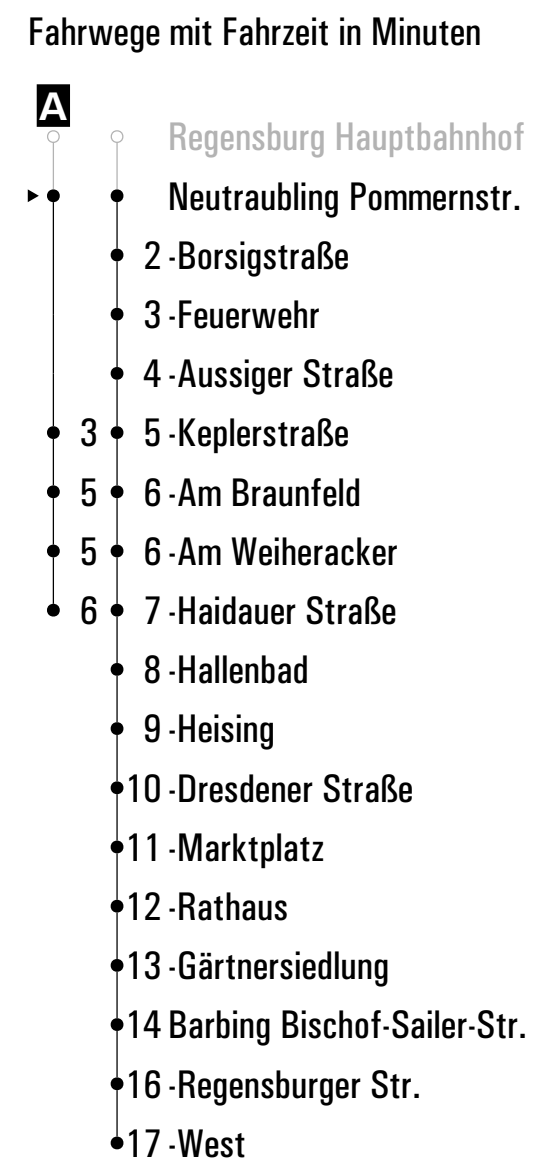 Fahrwege mit Fahrzeit in Minuten
A
Regensburg Hauptbahnhof
Neutraubling Pommernstr.
2 -Borsigstraße
3 -Feuerwehr
4 -Aussiger Straße
3 5 -Keplerstraße
5 6 -Am Braunfeld
5 6 -Am Weiheracker
6 7 -Haidauer Straße
8 -Hallenbad
9 -Heising
10 -Dresdener Straße
11 -Marktplatz
12 -Rathaus
13 -Gärtnersiedlung
14 Barbing Bischof-Sailer-Str.
16 -Regensburger Str.
17 -West